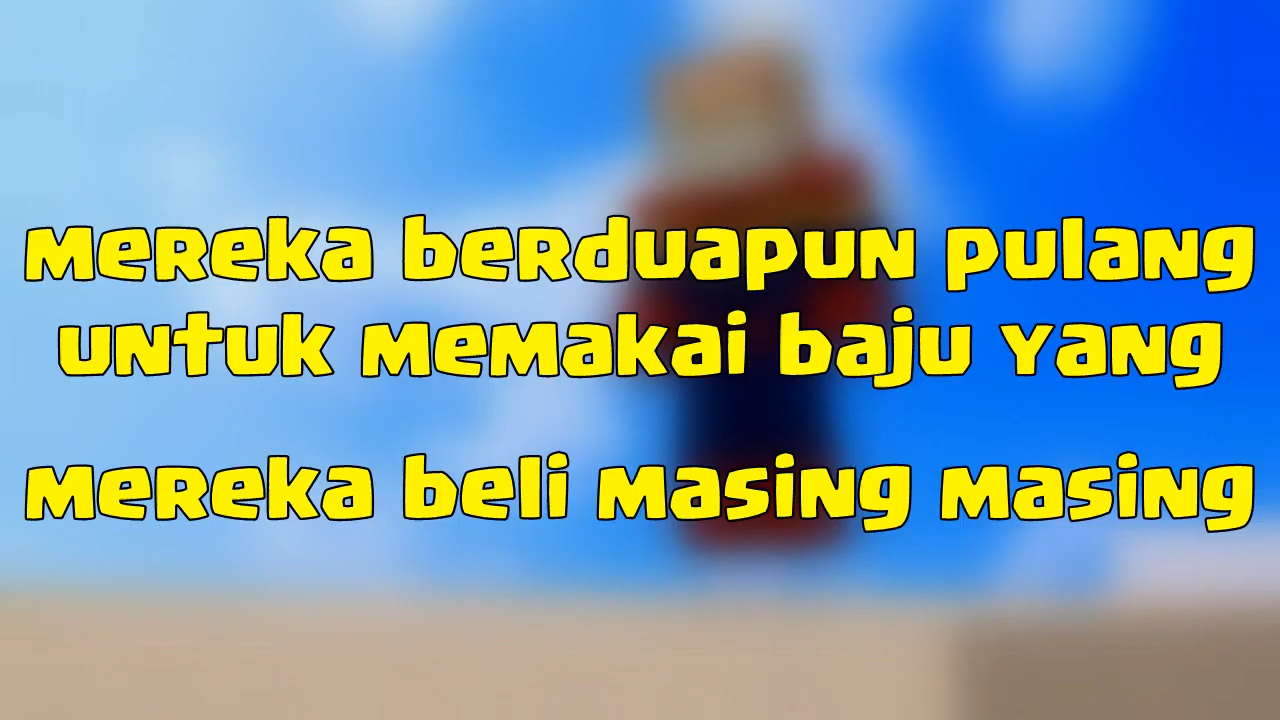 Mereka berduapun pulang
untuk memakai baju yang
mereka beli masing masing